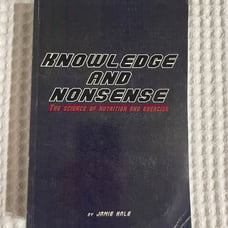 KNOWLEDGE
AND
NONSENSE
THE SCIENCE OF NUTRITION AND EXERCISE
BY JAMIE HALE